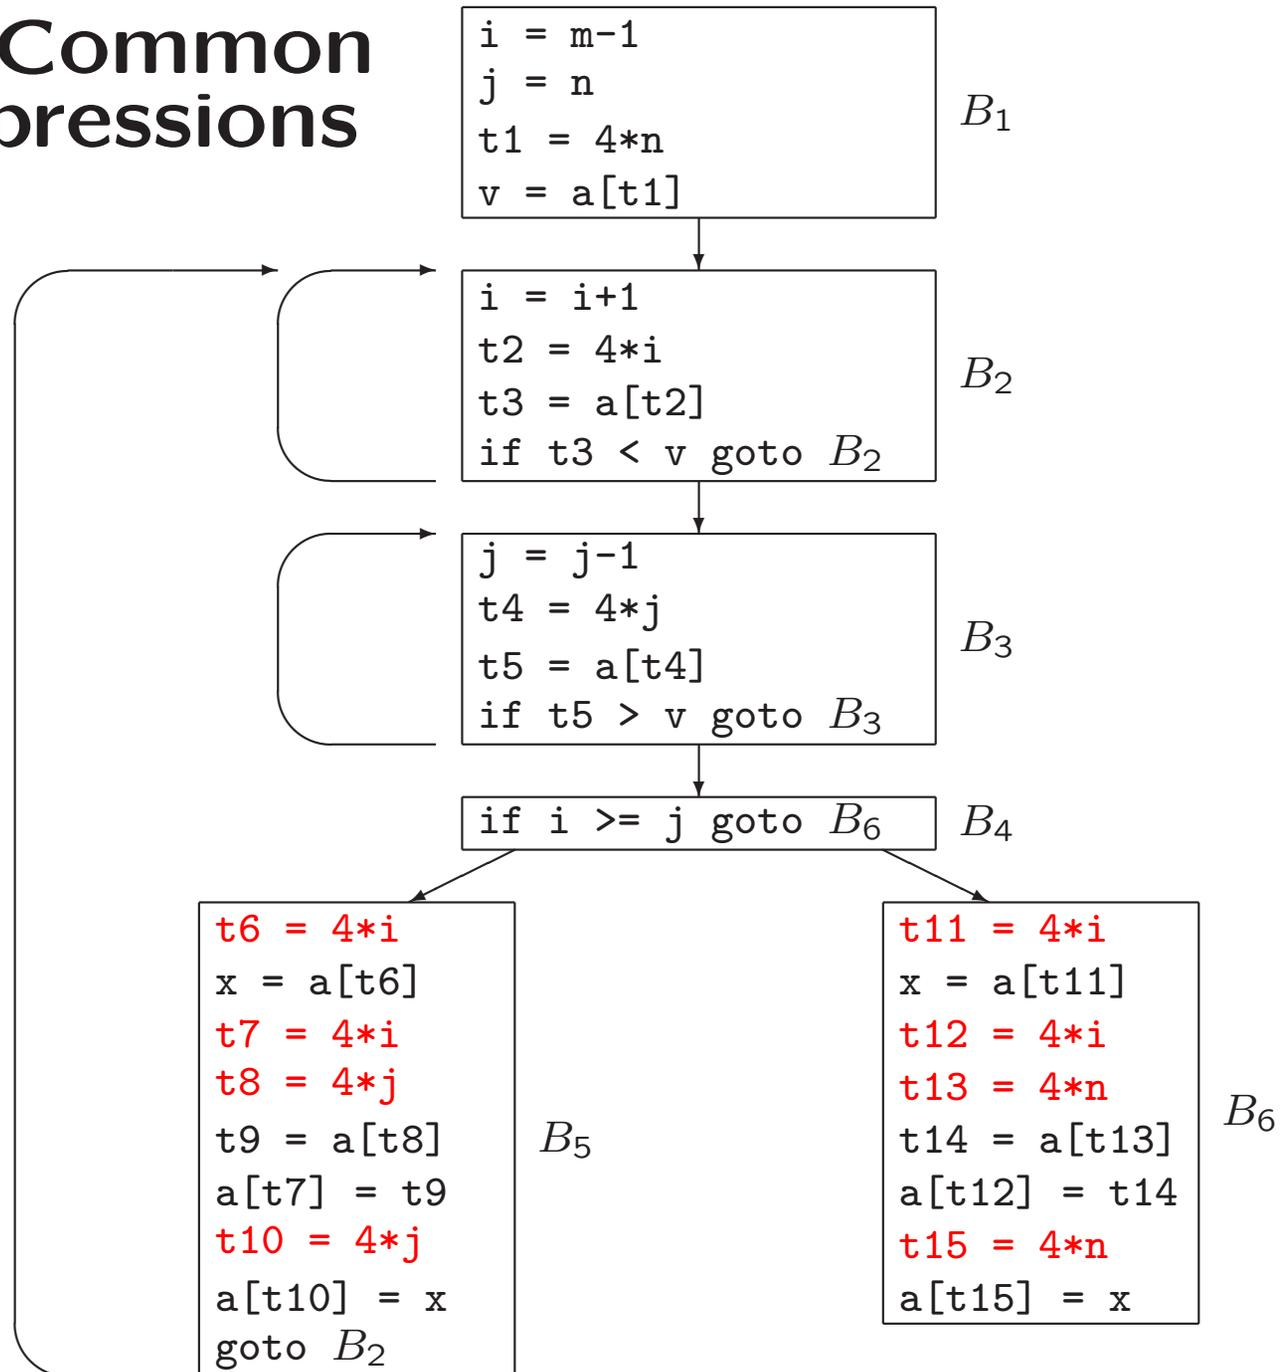 Common
pressions
i = m-1
j = n
t1 = 4*n
v = a[t1]
B1
i = i+1
t2 = 4*i
t3 = a[t2]
if t3 < v goto B2
B2
j = j-1
t4 = 4*j
t5 = a[t4]
if t5 > v goto B3
B3
if i >= j goto B6
B4
t6 = 4*i
x = a[t6]
t7 = 4*i
t8 = 4*j
t9 = a[t8]
a[t7] = t9
t10 = 4*j
a[t10] = x
goto B2
B5
t11 = 4*i
x = a[t11]
t12 = 4*i
t13 = 4*n
t14 = a[t13]
a[t12] = t14
t15 = 4*n
a[t15] = x
B6